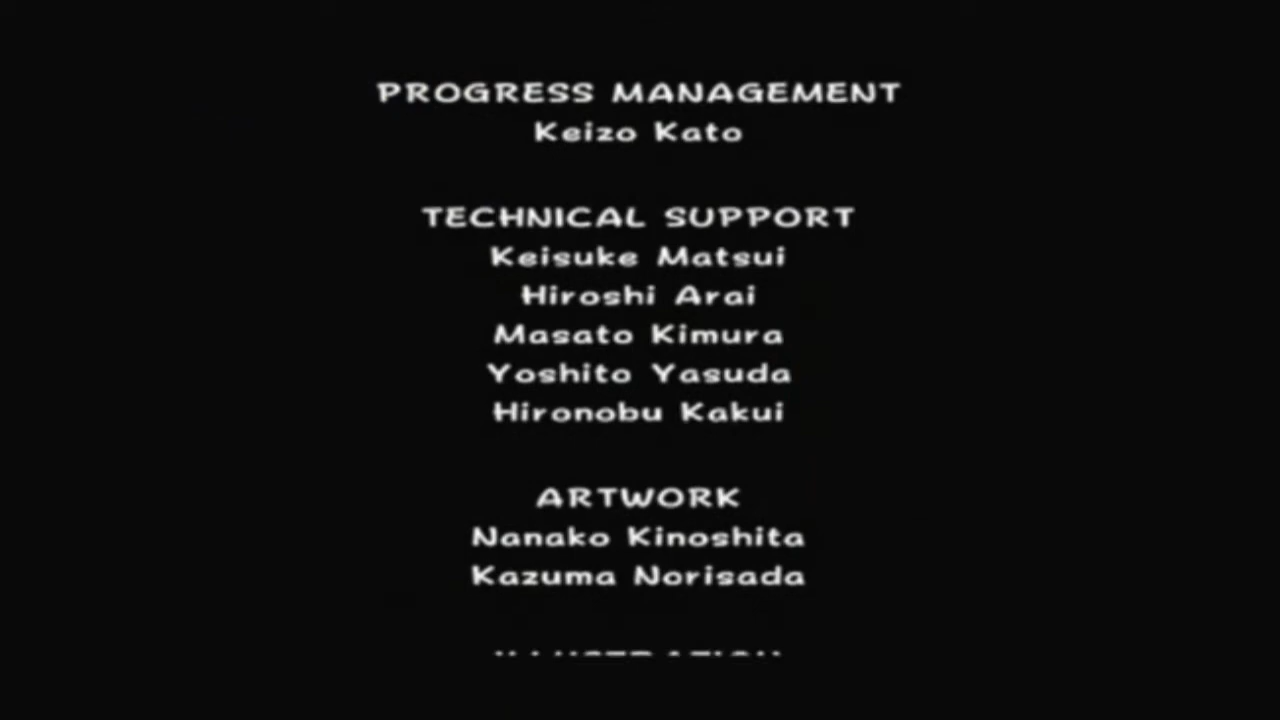 PROGRESS MANAGEMENT
Keizo Kato
TECHNICAL SUPPORT
Keisuke Matsui
Hiroshi Arai
Masato Kimura
Yoshito Yasuda
Hironobu Kakui
ARTWORK
Nanako Kinoshita
Kazuma Norisada